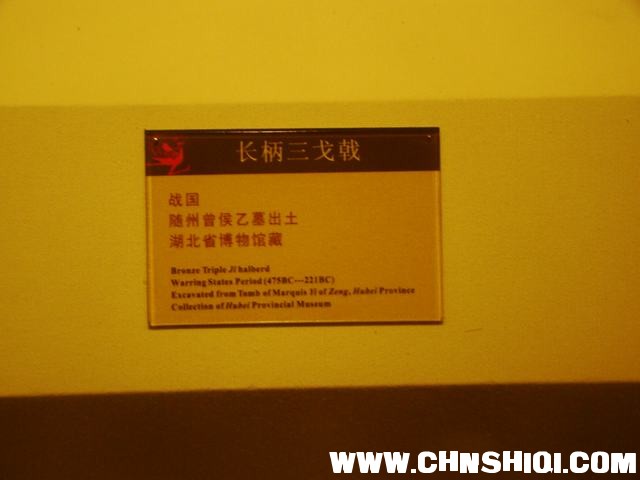 长柄三戈戟
战国
随州曾侯乙墓出土
湖北省博物馆藏
Bronze Triple Ji halberd
Warring States Period (475BC---221BC)
Excavated from Tomb of Marquis Yi of Zeng, Hubei Province
Collection of Hubei Provincial Museum
WWW.CHNSHIQI.COM